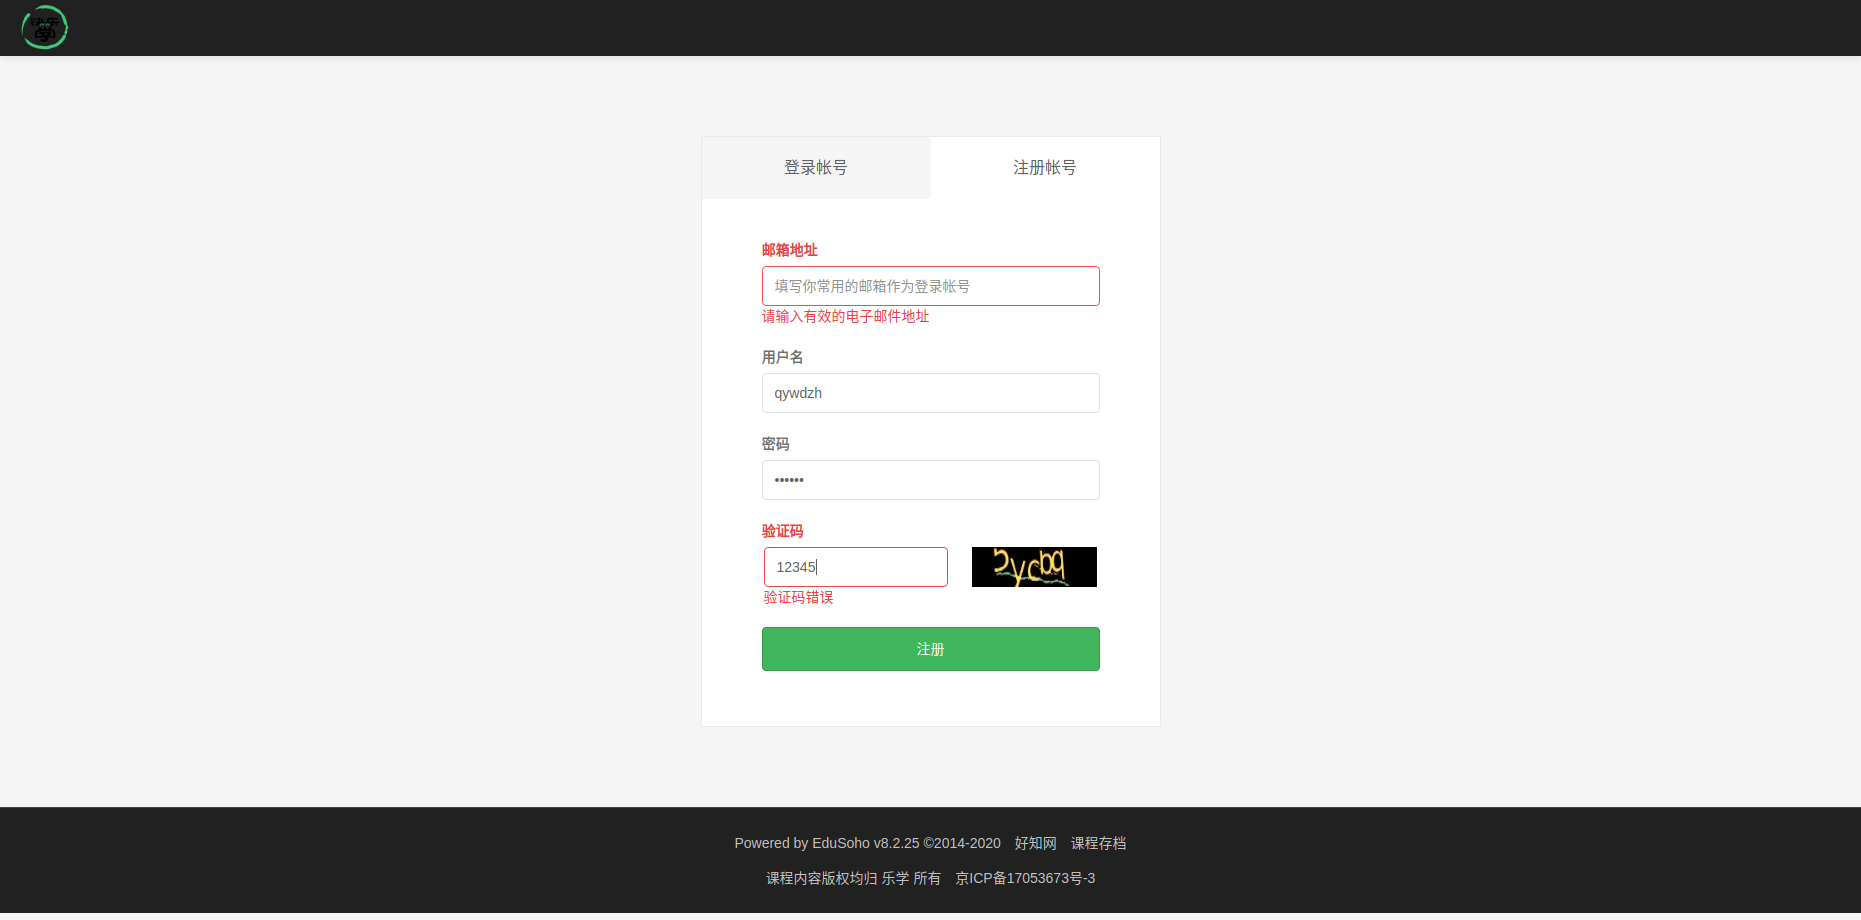 快乐
学
登录帐号
注册帐号
邮箱地址
填写你常用的邮箱作为登录帐号
请输入有效的电子邮件地址
用户名
qywdzh
密码
••••••
验证码
12345
5ycbq
验证码错误
注册
Powered by EduSoho v8.2.25 ©2014-2020 好知网 课程存档
课程内容版权均归 乐学 所有 京ICP备17053673号-3